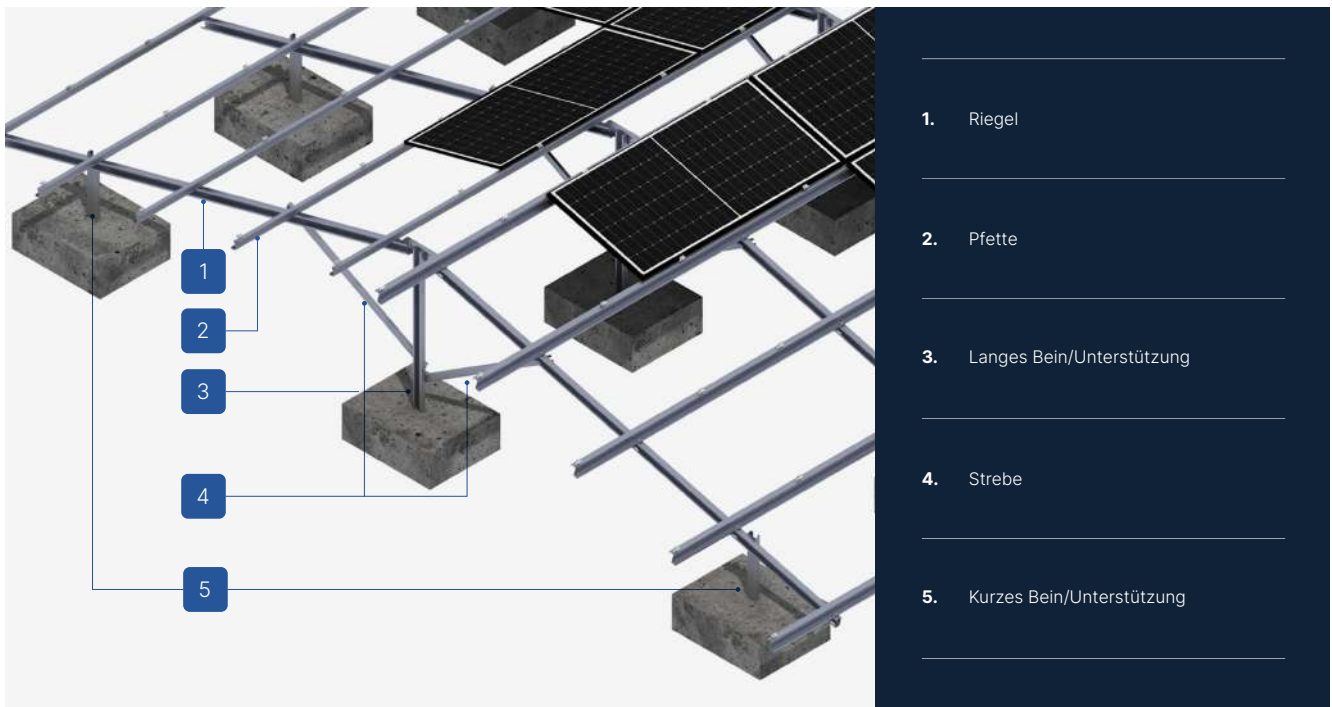 1
2
3
4
5
1. Riegel
2. Pfette
3. Langes Bein/Unterstützung
4. Strebe
5. Kurzes Bein/Unterstützung